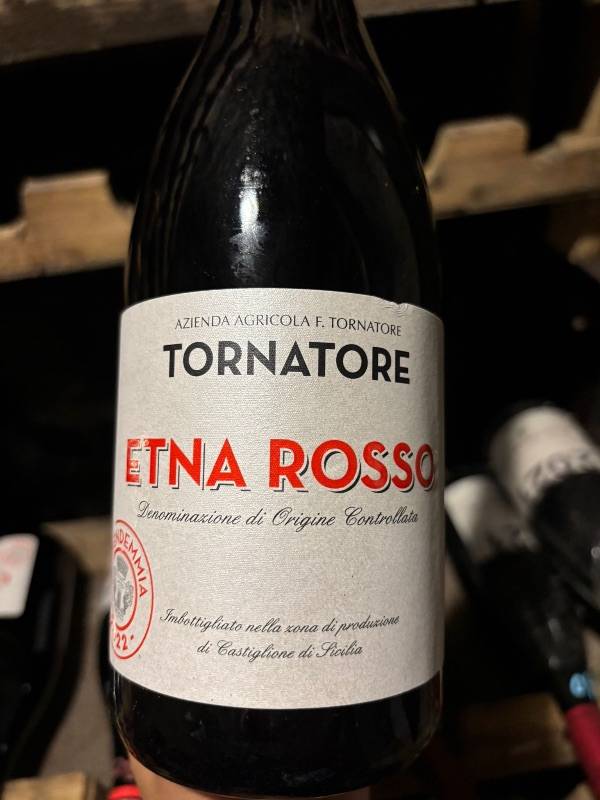 AZIENDA AGRICOLA F. TORNATORE
TORNATORE
ETNA ROSSO
Denominazione di Origine Controllata
Imbottigliato nella zona di produzione
di Castiglione di Sicilia